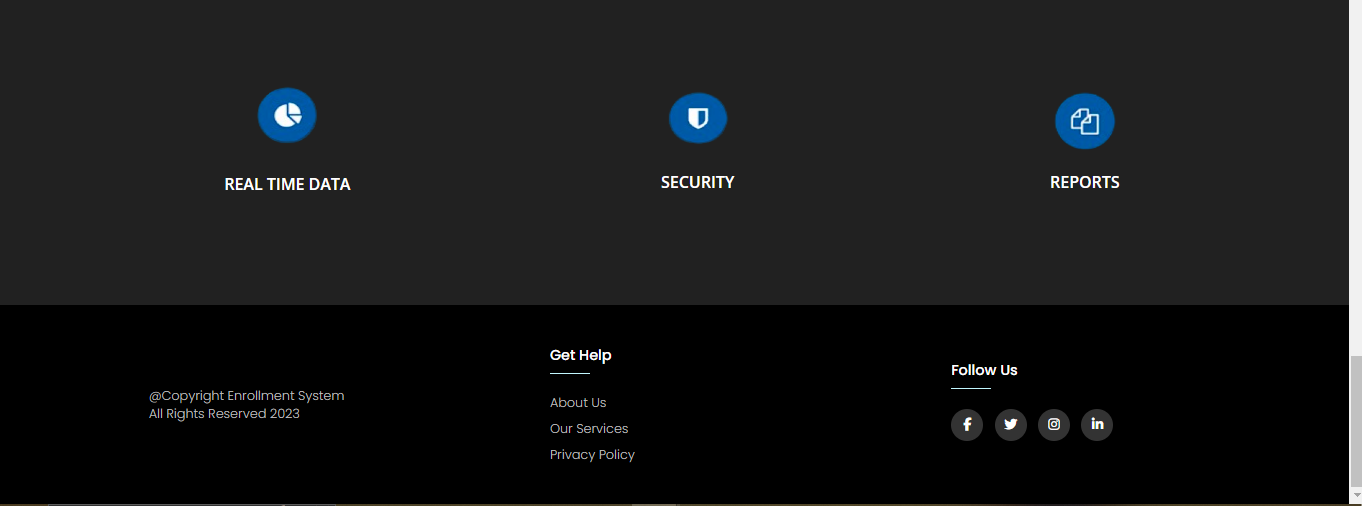 REAL TIME DATA
SECURITY
REPORTS
@Copyright Enrollment System
All Rights Reserved 2023
Get Help
About Us
Our Services
Privacy Policy
Follow Us